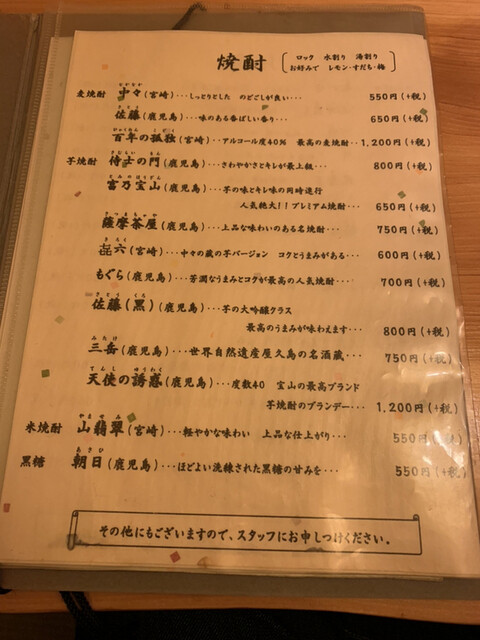 焼酎
ロック 水割り 湯割り
お好みで レモン・すだち・梅
麦焼酎 中々(宮崎)･･･しっとりとした のどごしが良い･･･ 550円(+税)
佐藤(鹿児島)･･･味のある香ばしい香り･･･ 650円(+税)
百年の孤独(宮崎)･･･アルコール度40% 最高の麦焼酎･･ 1,200円(+税)
芋焼酎 侍士の門(鹿児島)･･･さわやかさとキレが最上級･･･ 800円(+税)
富乃宝山(鹿児島)･･･芋の味とキレ味の同時進行
人気絶大!!プレミアム焼酎･･･ 650円(+税)
薩摩茶屋(鹿児島)･･･上品な味わいのある名焼酎･･･ 750円(+税)
㐂六(宮崎)･･･中々の蔵の芋バージョン コクとうまみがある･･･ 600円(+税)
もぐら(鹿児島)･･･芳潤なうまみとコクが最高の人気焼酎･･･ 700円(+税)
佐藤(黒)(鹿児島)･･･芋の大吟醸クラス
最高のうまみが味わえます･･･ 800円(+税)
三岳(鹿児島)･･･世界自然遺産屋久島の名酒蔵･･･ 750円(+税)
天使の誘惑(鹿児島)･･･度数40 宝山の最高ブランド
芋焼酎のブランデー･･･ 1,200円(+税)
米焼酎 山翡翠(宮崎)･･･軽やかな味わい 上品な仕上がり･･･ 550円(+税)
黒糖 朝日(鹿児島)･･･ほどよい洗練された黒糖の甘みを･･･ 550円(+税)
その他にもございますので、スタッフにお申しつけください。